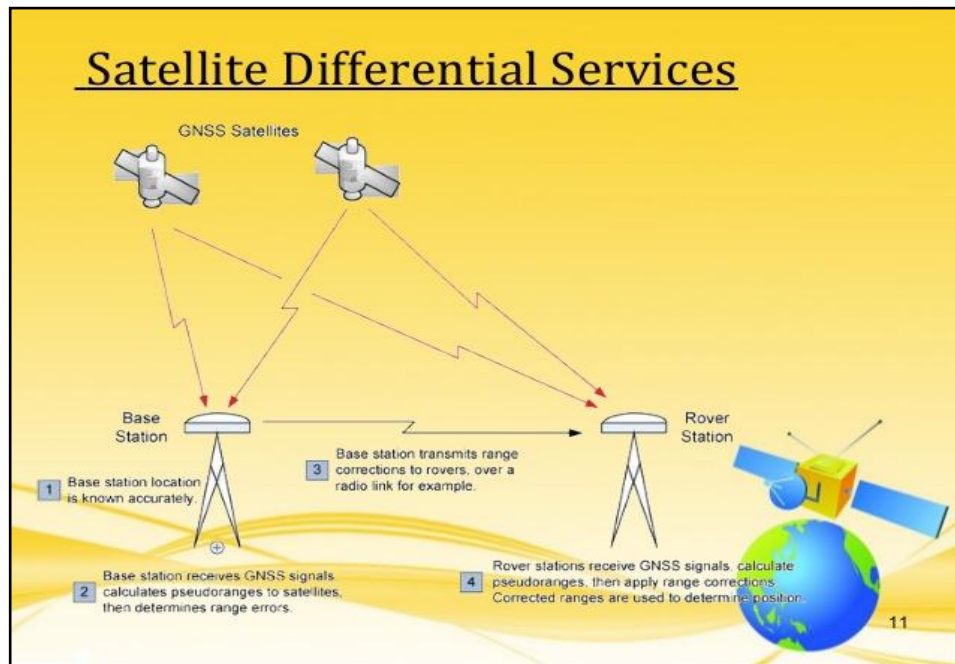 Satellite Differential Services
GNSS Satellites
Base
Station
Rover
Station
1 Base station location
is known accurately.
3 Base station transmits range
corrections to rovers, over a
radio link for example.
2 Base station receives GNSS signals,
calculates pseudoranges to satellites,
then determines range errors.
4 Rover stations receive GNSS signals, calculate
pseudoranges, then apply range corrections.
Corrected ranges are used to determine position.
11